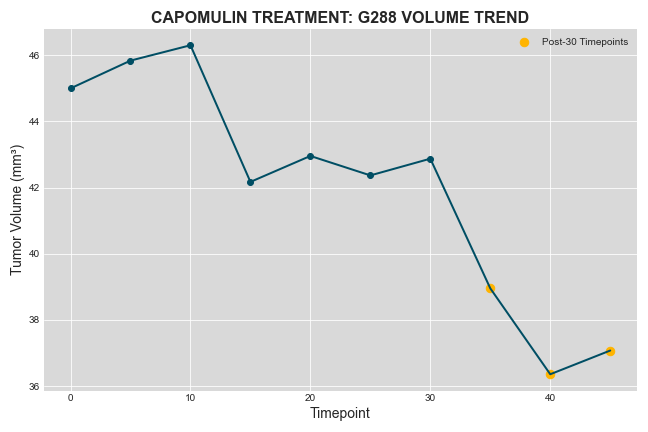 CAPOMULIN TREATMENT: G288 VOLUME TREND
Post-30 Timepoints
Tumor Volume (mm³)
46
44
42
40
38
36
0 10 20 30 40
Timepoint